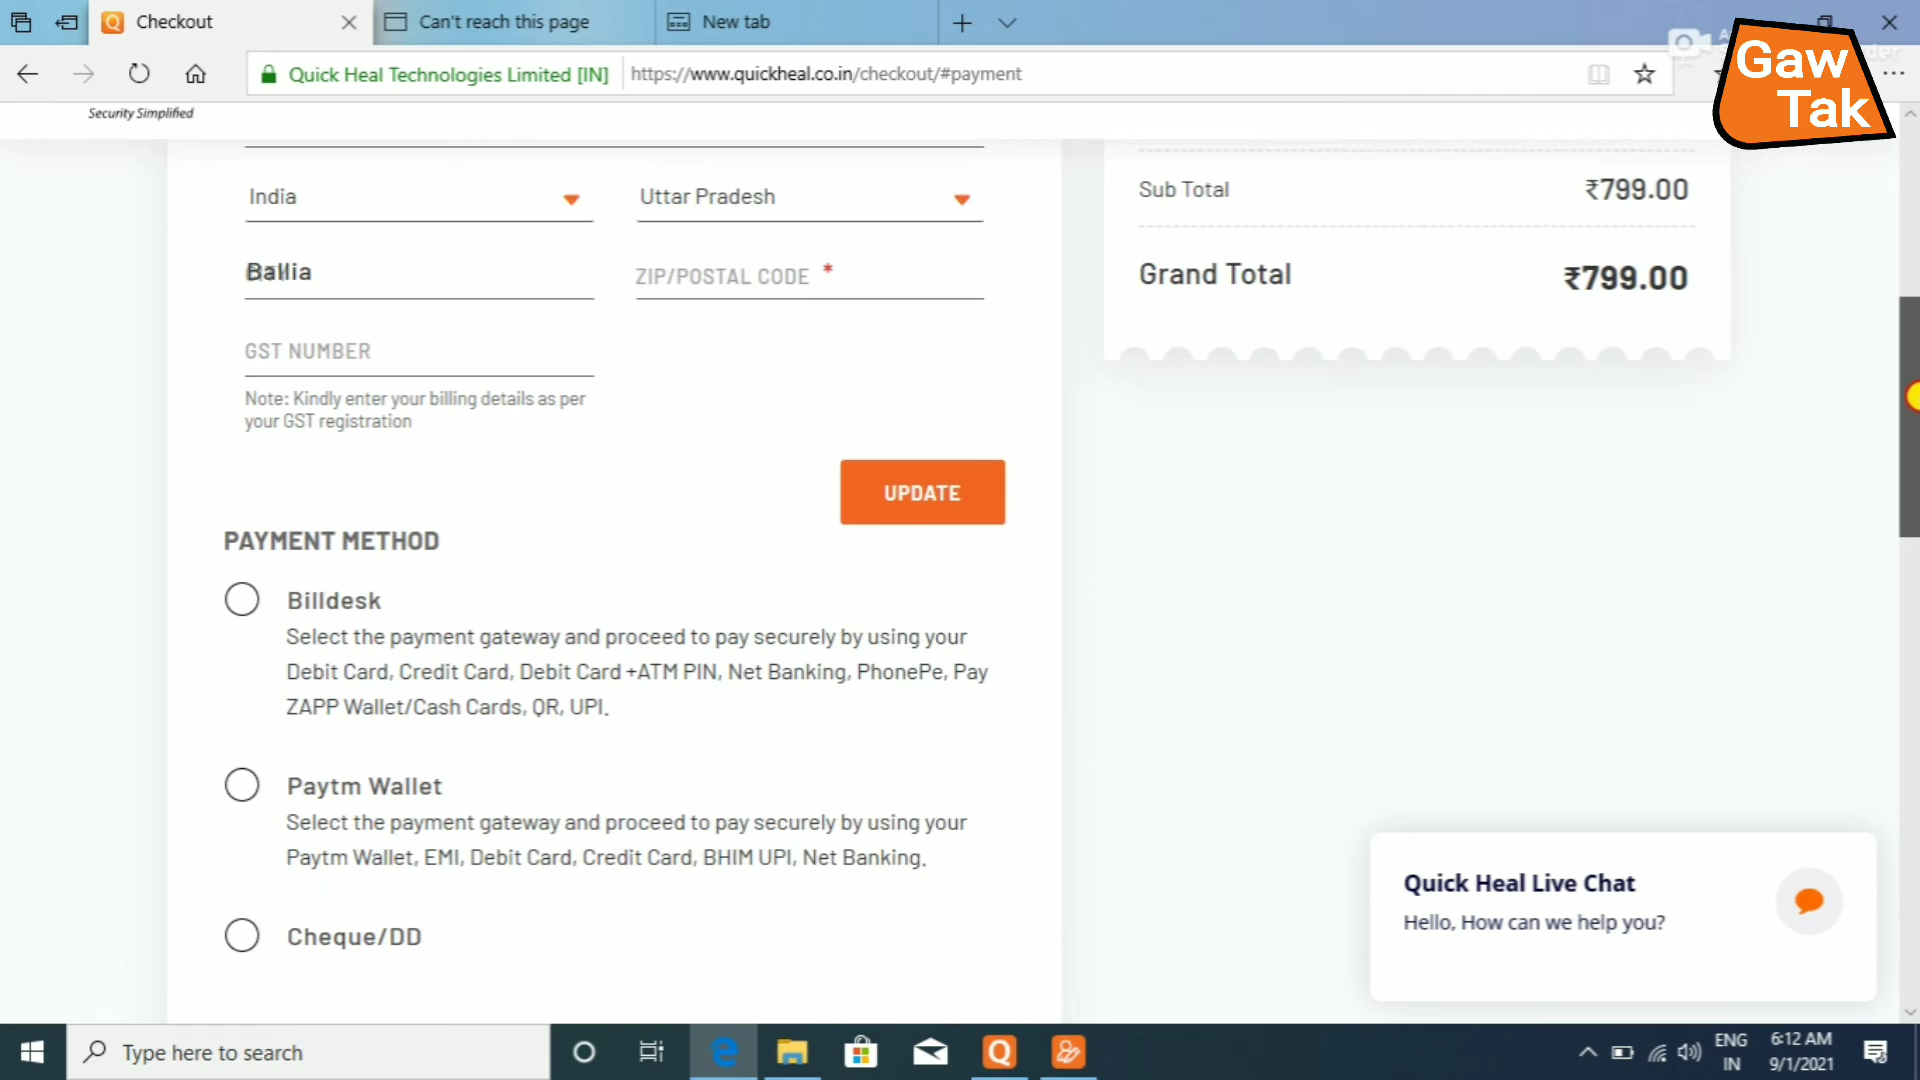 Checkout
Can't reach this page
New tab
Gaw
Tak
Quick Heal Technologies Limited [IN]
https://www.quickheal.co.in/checkout/#payment
Security Simplified
India
Uttar Pradesh
Sub Total
₹799.00
Ballia
ZIP/POSTAL CODE *
Grand Total
₹799.00
GST NUMBER
Note: Kindly enter your billing details as per
your GST registration
UPDATE
PAYMENT METHOD
Billdesk
Select the payment gateway and proceed to pay securely by using your
Debit Card, Credit Card, Debit Card +ATM PIN, Net Banking, PhonePe, Pay
ZAPP Wallet/Cash Cards, QR, UPI.
Paytm Wallet
Select the payment gateway and proceed to pay securely by using your
Paytm Wallet, EMI, Debit Card, Credit Card, BHIM UPI, Net Banking.
Cheque/DD
Quick Heal Live Chat
Hello, How can we help you?
Type here to search
ENG
IN
6:12 AM
9/1/2021